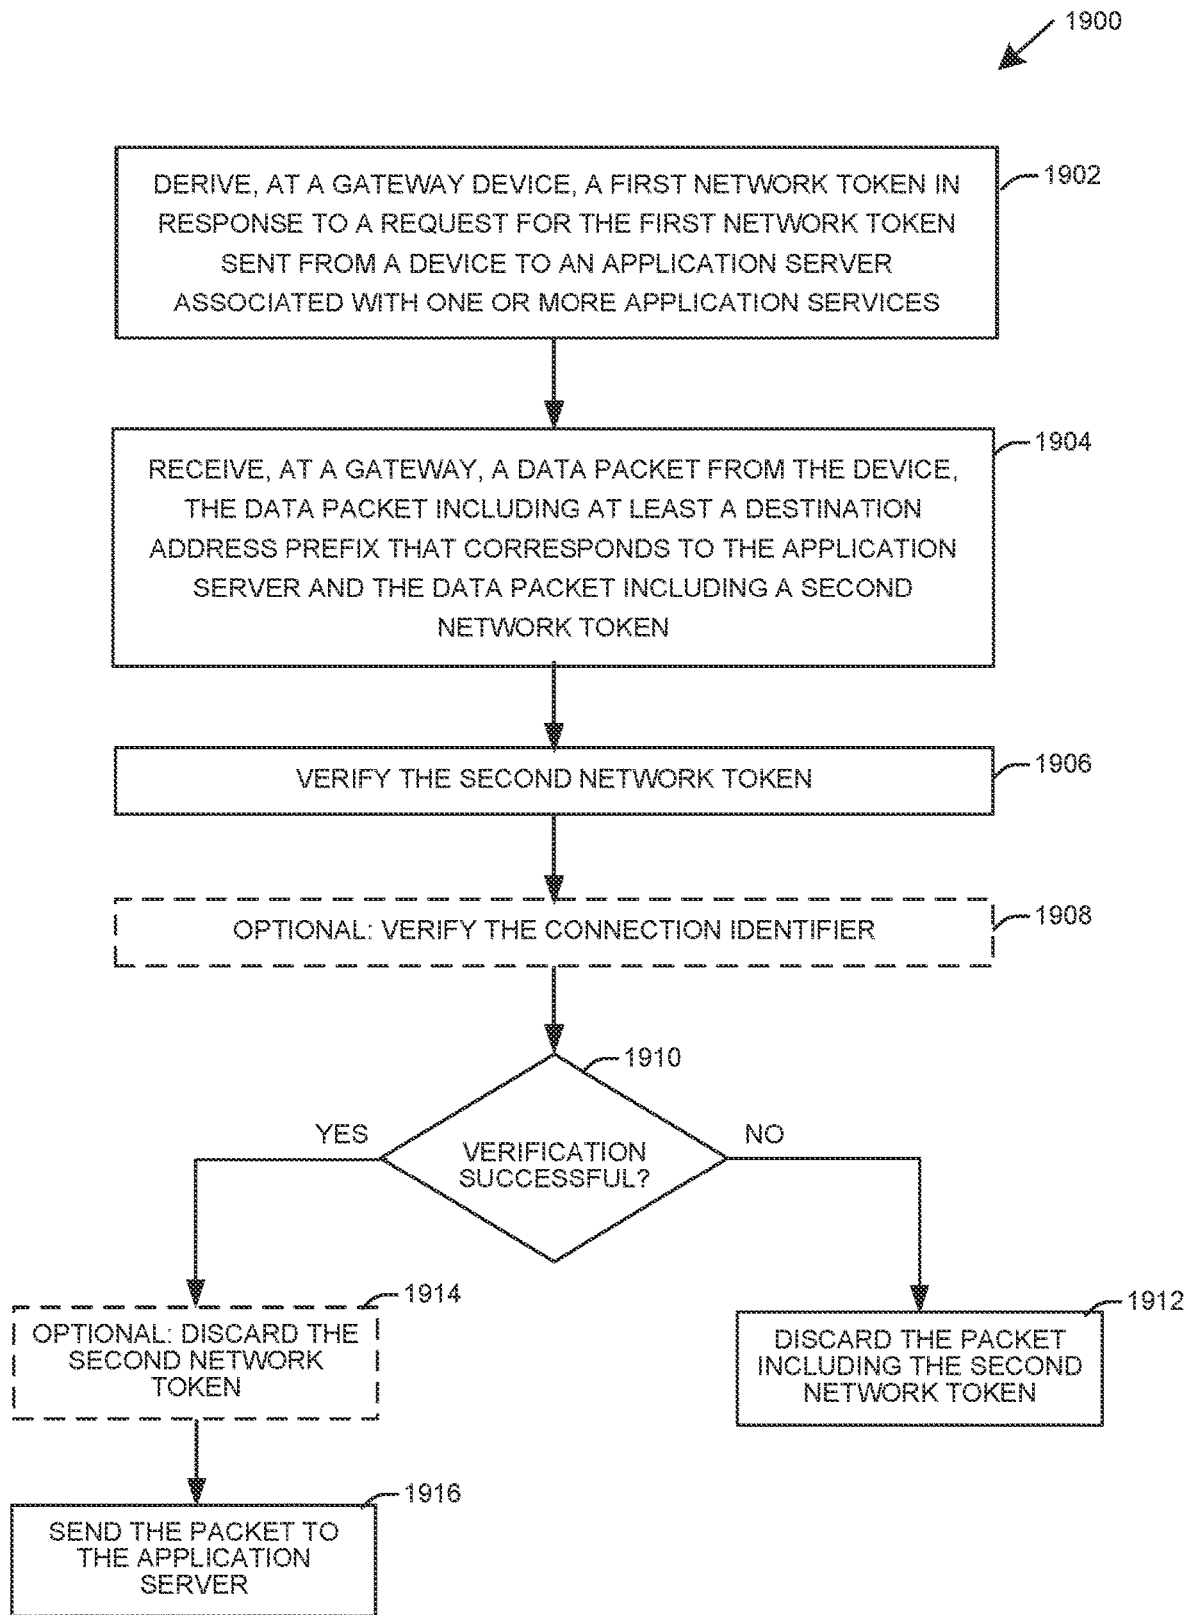 1900
DERIVE, AT A GATEWAY DEVICE, A FIRST NETWORK TOKEN IN
RESPONSE TO A REQUEST FOR THE FIRST NETWORK TOKEN
SENT FROM A DEVICE TO AN APPLICATION SERVER
ASSOCIATED WITH ONE OR MORE APPLICATION SERVICES
1902
RECEIVE, AT A GATEWAY, A DATA PACKET FROM THE DEVICE,
THE DATA PACKET INCLUDING AT LEAST A DESTINATION
ADDRESS PREFIX THAT CORRESPONDS TO THE APPLICATION
SERVER AND THE DATA PACKET INCLUDING A SECOND
NETWORK TOKEN
1904
VERIFY THE SECOND NETWORK TOKEN
1906
OPTIONAL: VERIFY THE CONNECTION IDENTIFIER
1908
1910
VERIFICATION
SUCCESSFUL?
YES
NO
1914
OPTIONAL: DISCARD THE
SECOND NETWORK
TOKEN
1912
DISCARD THE PACKET
INCLUDING THE SECOND
NETWORK TOKEN
1916
SEND THE PACKET TO
THE APPLICATION
SERVER